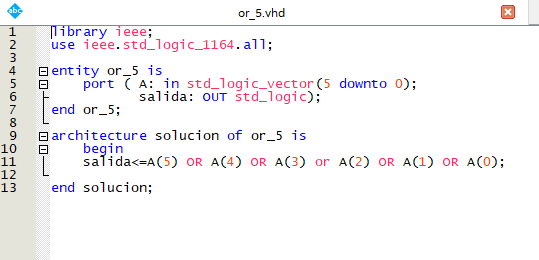 abc
or_5.vhd
1 library ieee;
2 use ieee.std_logic_1164.all;
3
4 entity or_5 is
5 port ( A: in std_logic_vector(5 downto 0);
6 salida: OUT std_logic);
7 end or_5;
8
9 architecture solucion of or_5 is
10 begin
11 salida<=A(5) OR A(4) OR A(3) or A(2) OR A(1) OR A(0);
12
13 end solucion;